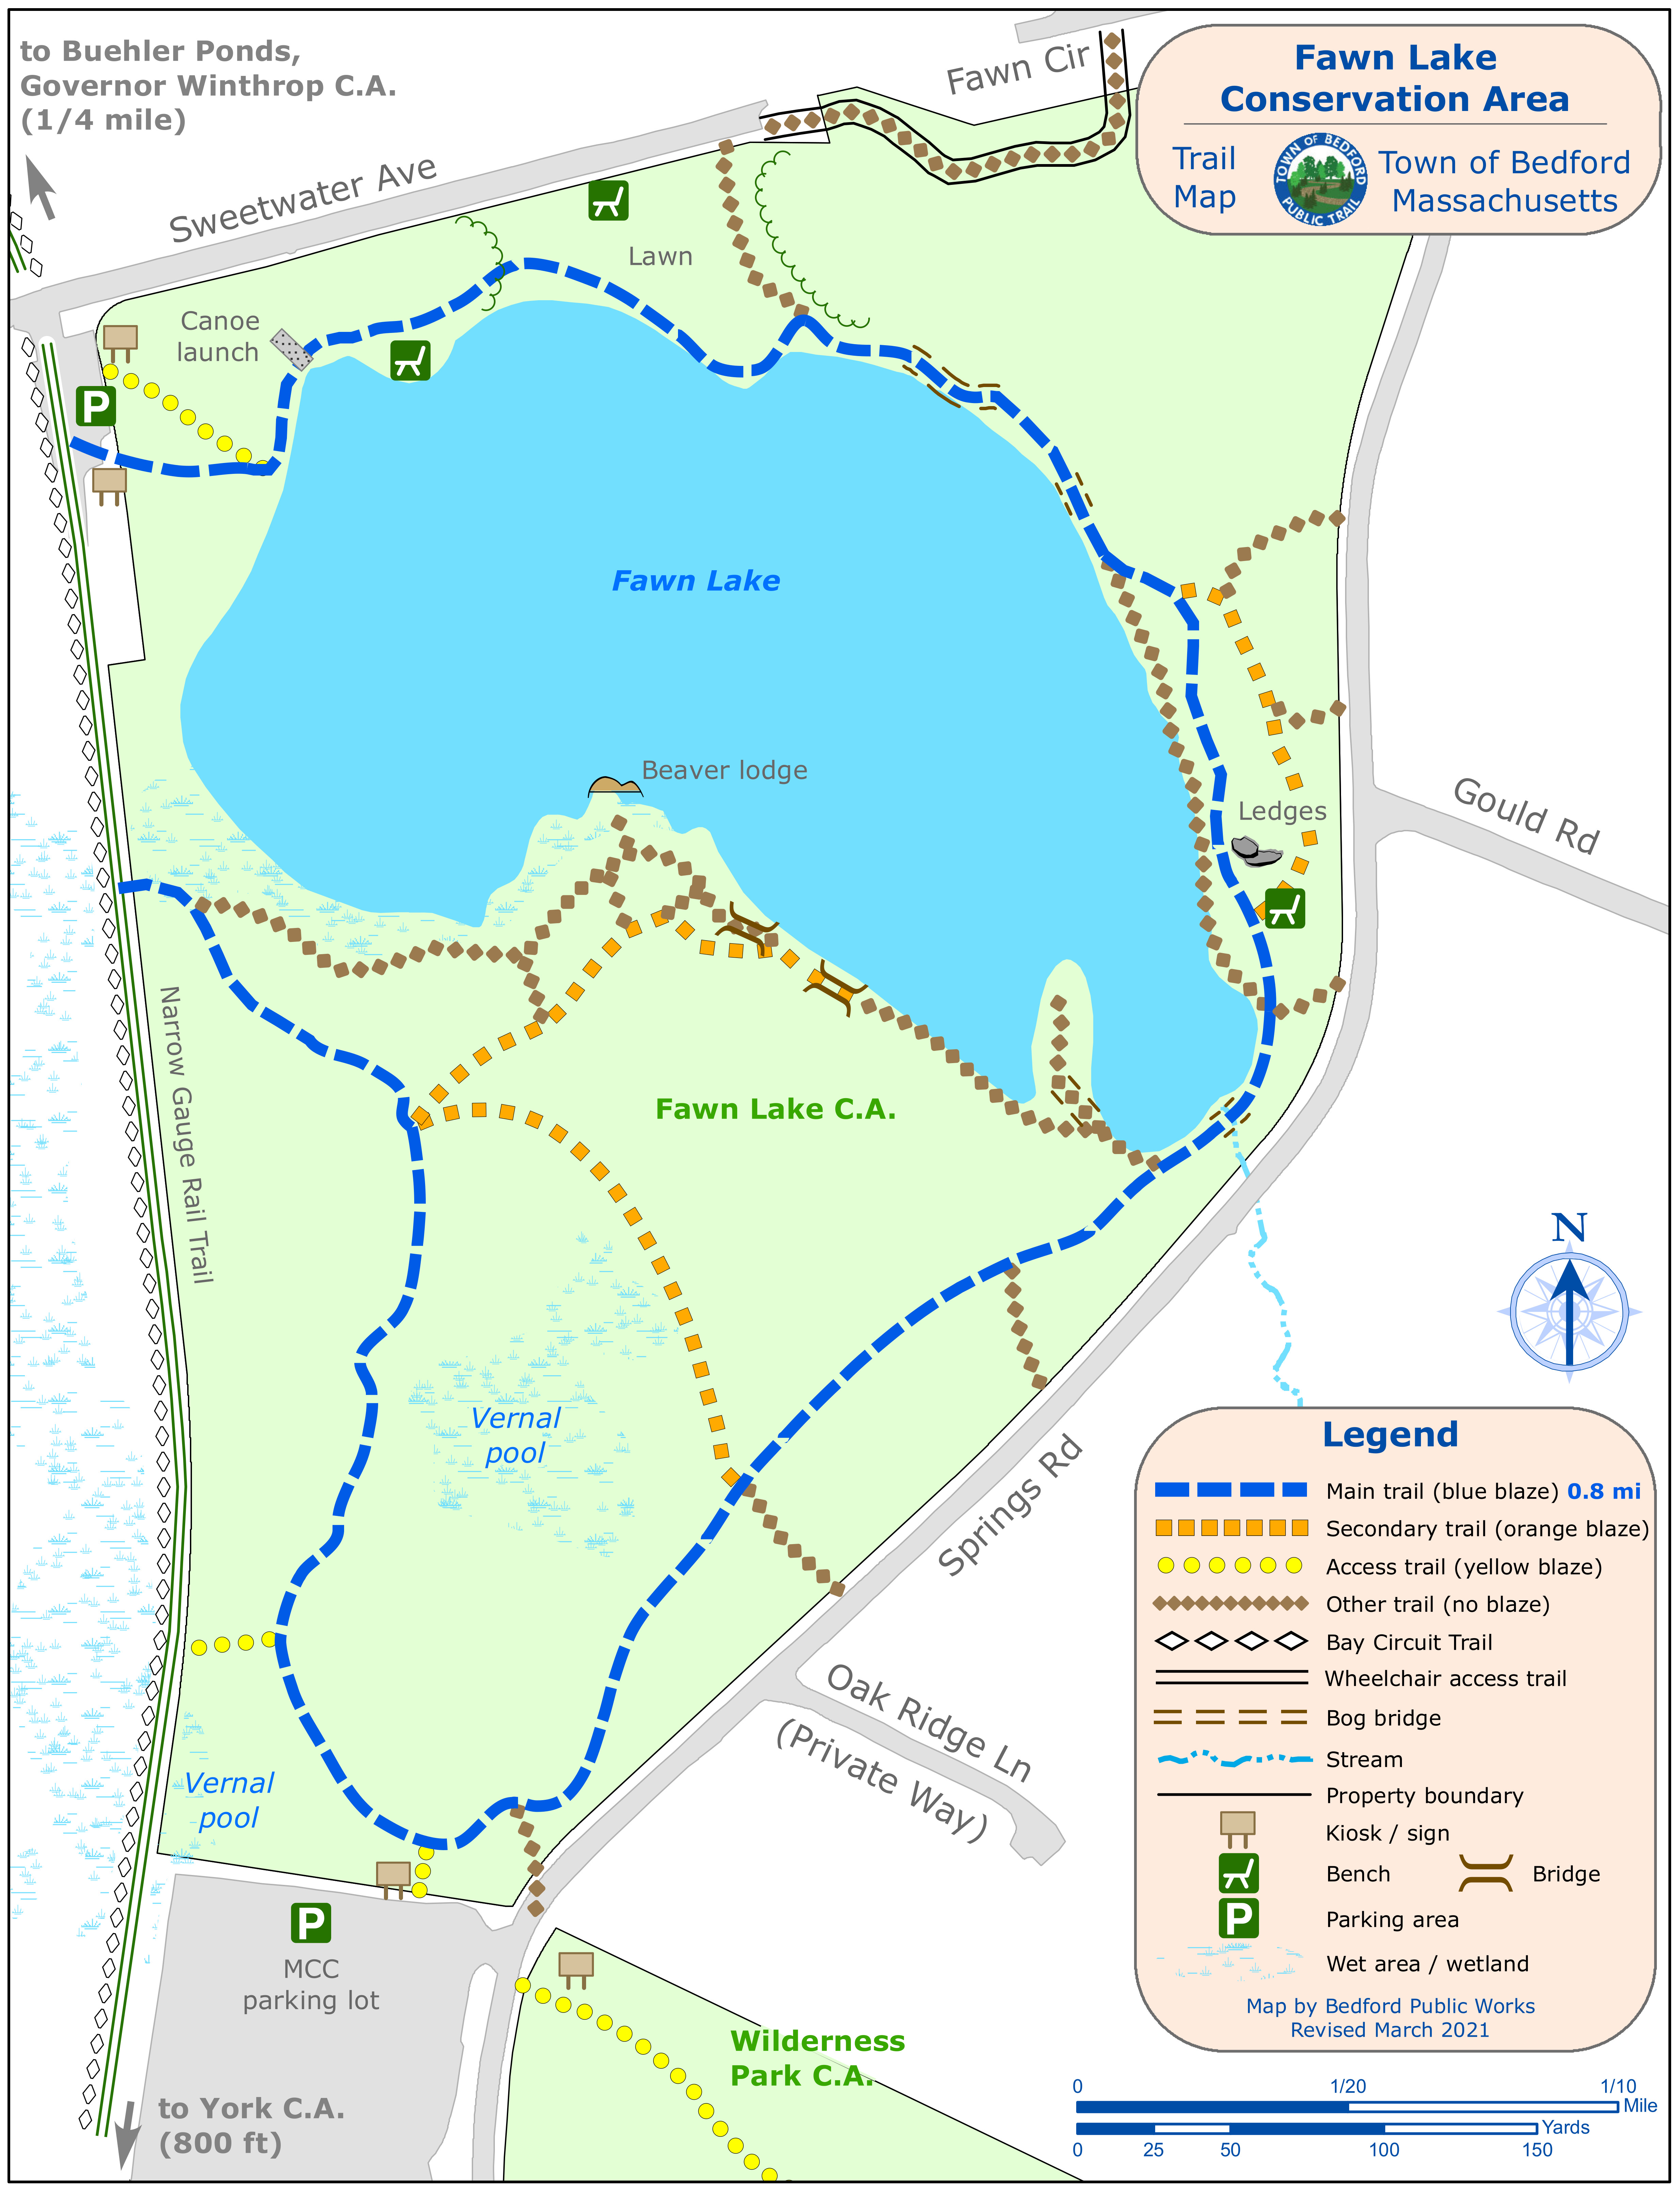 to Buehler Ponds,
Governor Winthrop C.A.
(1/4 mile)
Fawn Cir
Fawn Lake
Conservation Area
Trail
Map
TOWN OF BEDFORD
PUBLIC TRAIL
Town of Bedford
Massachusetts
Sweetwater Ave
Lawn
Canoe
launch
P
Fawn Lake
Beaver lodge
Ledges
Gould Rd
Narrow Gauge Rail Trail
Fawn Lake C.A.
N
Vernal
pool
Springs Rd
Oak Ridge Ln
(Private Way)
Vernal
pool
P
MCC
parking lot
Wilderness
Park C.A.
to York C.A.
(800 ft)
Legend
Main trail (blue blaze) 0.8 mi
Secondary trail (orange blaze)
Access trail (yellow blaze)
Other trail (no blaze)
Bay Circuit Trail
Wheelchair access trail
Bog bridge
Stream
Property boundary
Kiosk / sign
Bench Bridge
P Parking area
Wet area / wetland
Map by Bedford Public Works
Revised March 2021
0 1/20 1/10
Mile
Yards
0 25 50 100 150